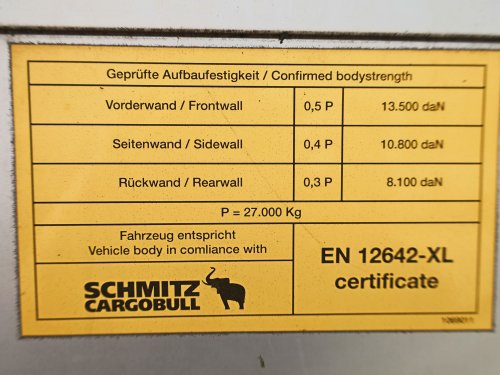 Geprüfte Aufbaufestigkeit / Confirmed bodystrength
Vorderwand / Frontwall 0,5 P 13.500 daN
Seitenwand / Sidewall 0,4 P 10.800 daN
Rückwand / Rearwall 0,3 P 8.100 daN
P = 27.000 Kg
Fahrzeug entspricht
Vehicle body in comliance with
EN 12642-XL
certificate
SCHMITZ
CARGOBULL